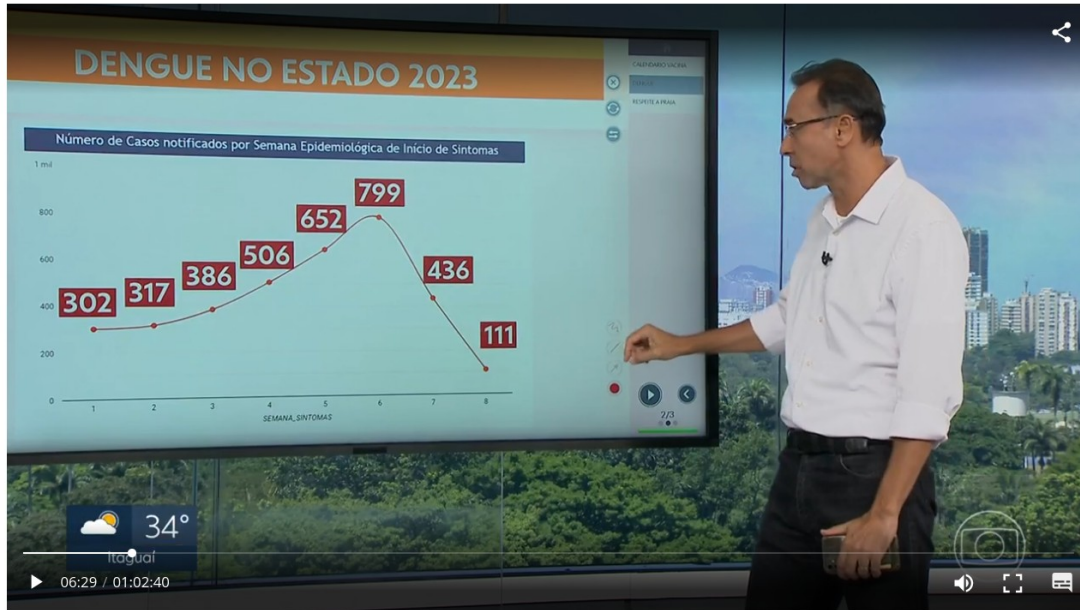 DENGUE NO ESTADO 2023
CALENDÁRIO VACINA
DENGUE
RESPEITE A PRAIA
Número de Casos notificados por Semana Epidemiológica de Início de Sintomas
1 mil
800
600
400
200
0
302
317
386
506
652
799
436
111
1 2 3 4 5 6 7 8
SEMANA_SINTOMAS
2/3
34°
Itaguaí
06:29 / 01:02:40